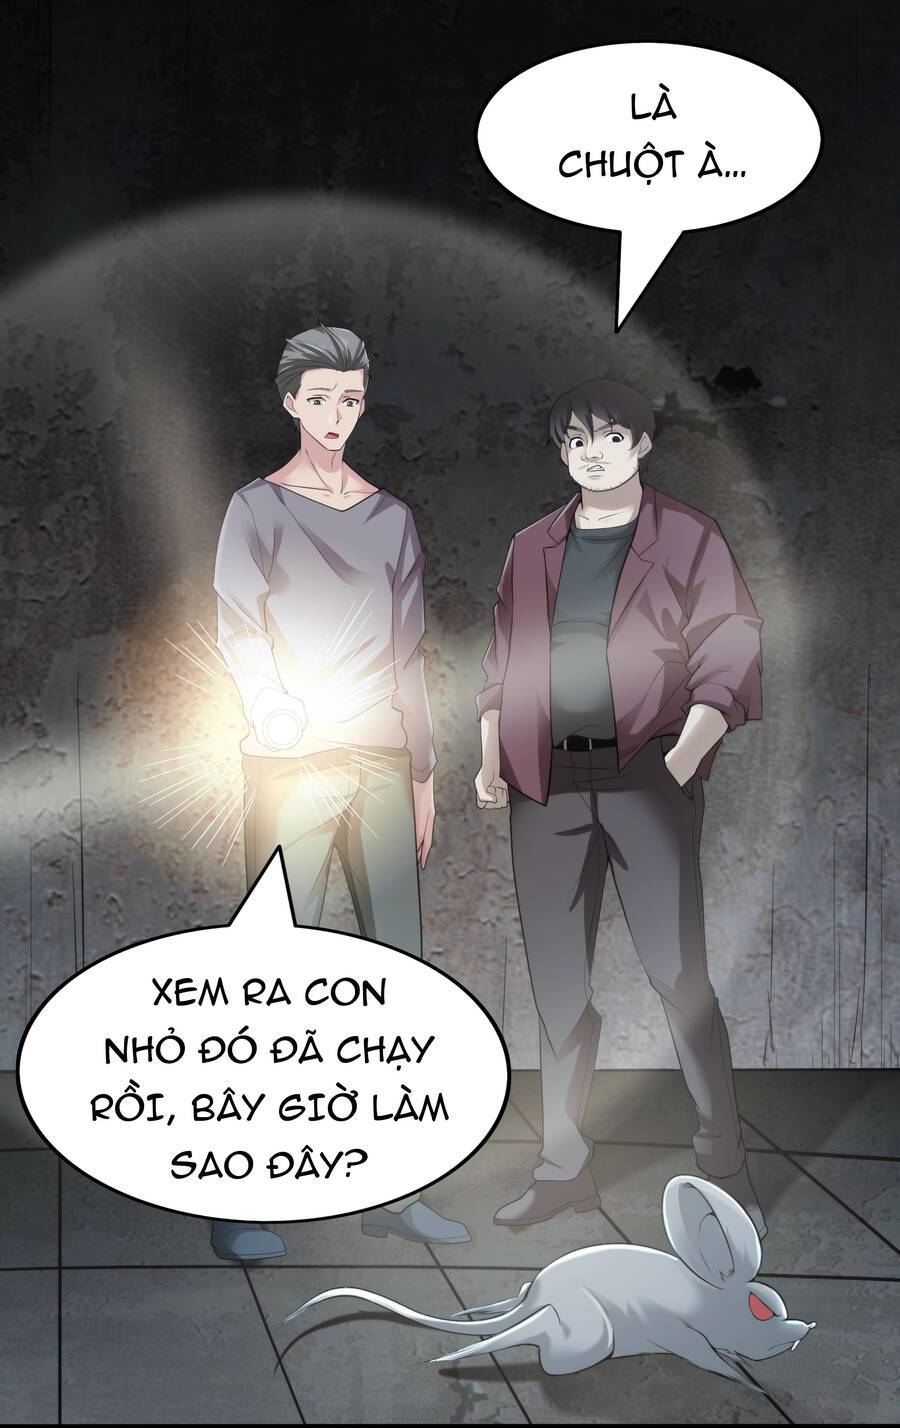 LÀ
CHUỘT À...
XEM RA CON
NHỎ ĐÓ ĐÃ CHẠY
RỒI, BÂY GIỜ LÀM
SAO ĐÂY?